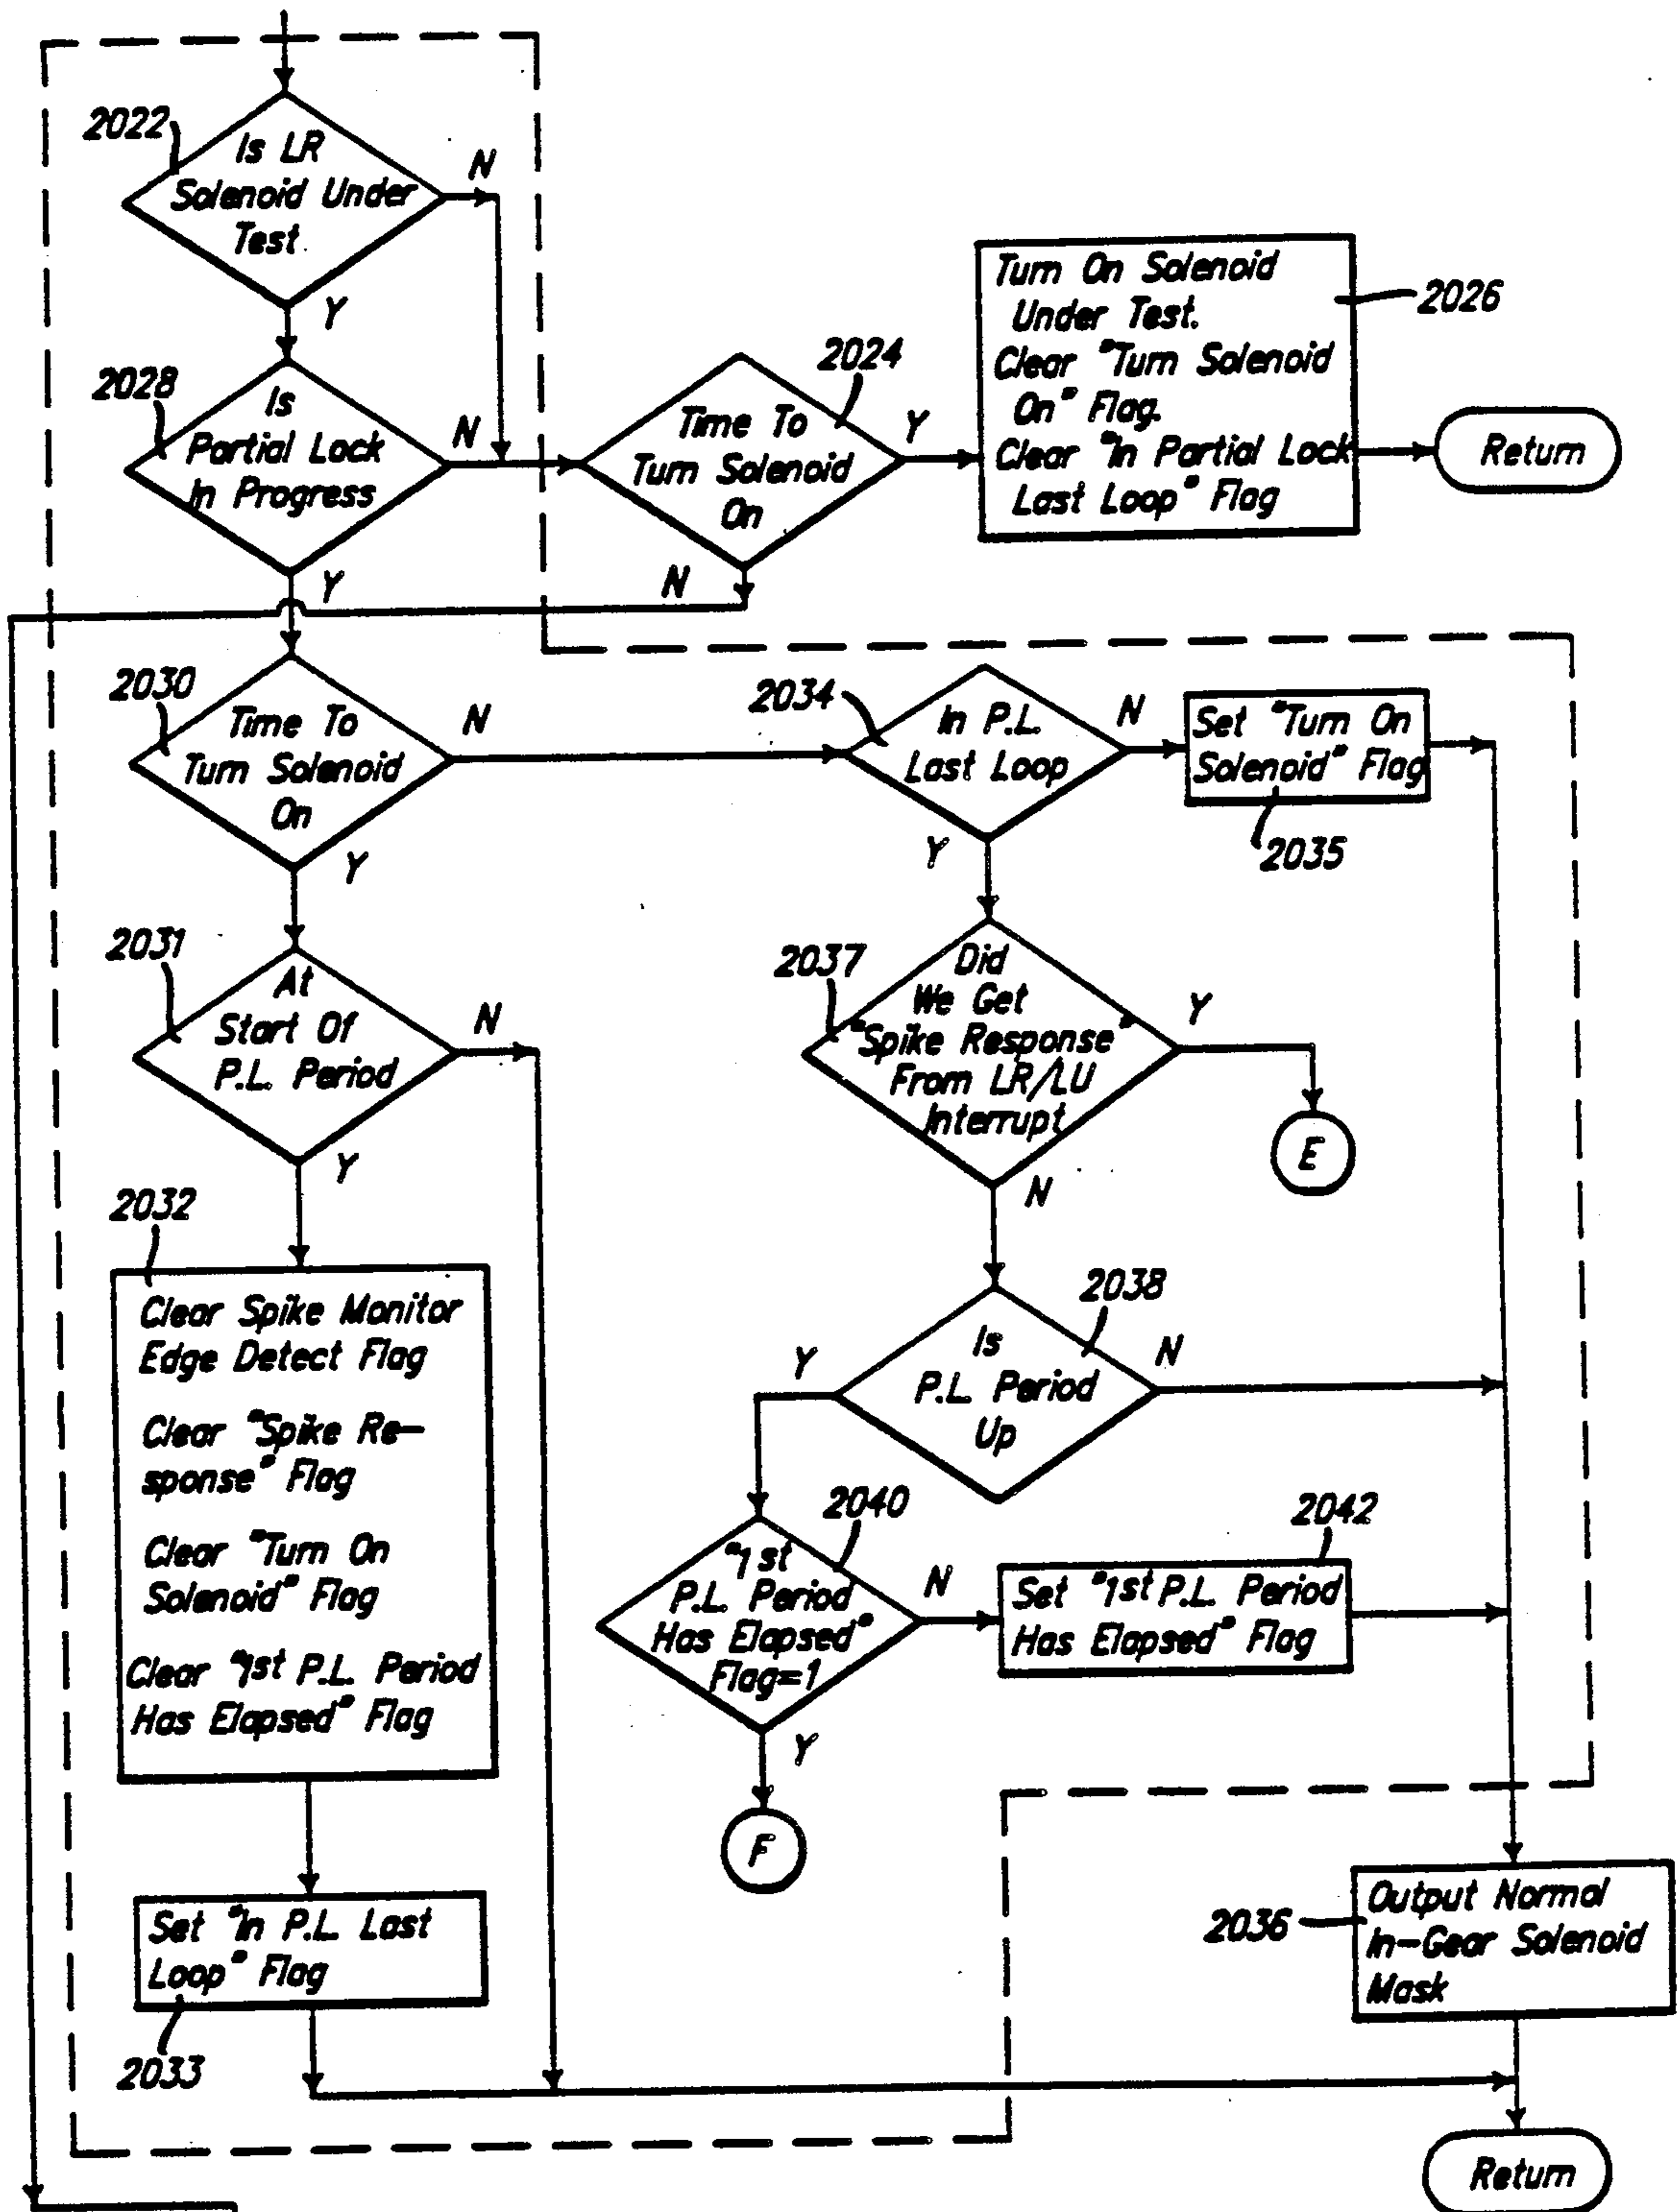 2022
Is LR
Solenoid Under
Test
N
Y
2028
Is
Partial Lock
In Progress
N
Y
2024
Time To
Turn Solenoid
On
Y
N
Turn On Solenoid
Under Test.
Clear "Turn Solenoid
On" Flag.
Clear "In Partial Lock
Last Loop" Flag
2026
Return
2030
Time To
Turn Solenoid
On
N
Y
2034
In P.L.
Last Loop
N
Y
Set "Turn On
Solenoid" Flag
2035
2031
At
Start Of
P.L. Period
N
Y
2037
Did
We Get
"Spike Response"
From LR/LU
Interrupt
Y
N
E
2032
Clear Spike Monitor
Edge Detect Flag
Clear "Spike Re-
sponse" Flag
Clear "Turn On
Solenoid" Flag
Clear "1st P.L. Period
Has Elapsed" Flag
2038
Is
P.L. Period
Up
Y
N
2040
"1st
P.L. Period
Has Elapsed"
Flag=1
N
Y
2042
Set "1st P.L. Period
Has Elapsed" Flag
F
Set "In P.L. Last
Loop" Flag
2033
2036
Output Normal
In-Gear Solenoid
Mask
Return